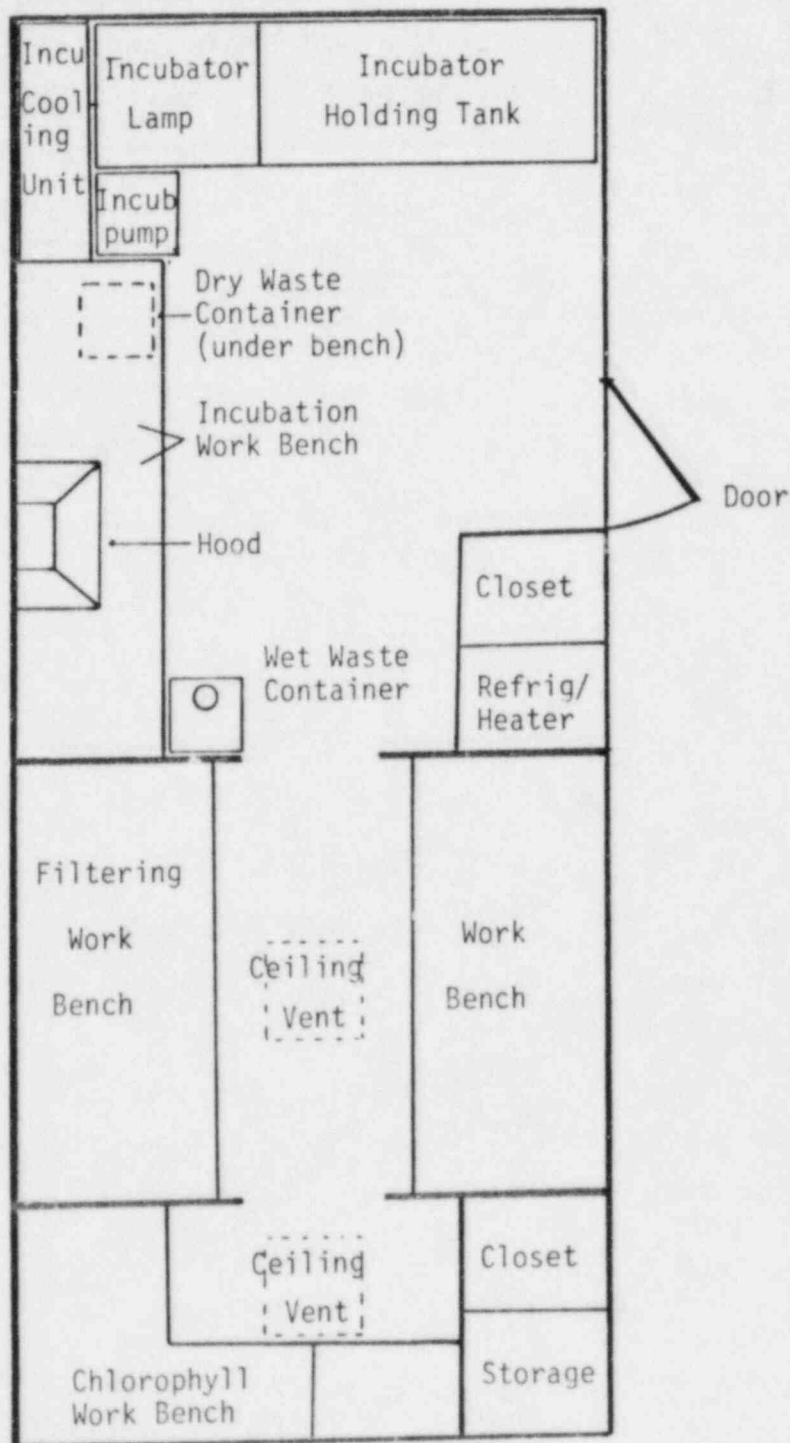 Incu
Cool
ing
Unit
Incubator
Lamp
Incubator
Holding Tank
Incub
pump
Dry Waste
Container
(under bench)
Incubation
Work Bench
Hood
Door
Closet
Refrig/
Heater
Wet Waste
Container
Filtering
Work
Bench
Ceiling
Vent
Work
Bench
Ceiling
Vent
Closet
Storage
Chlorophyll
Work Bench